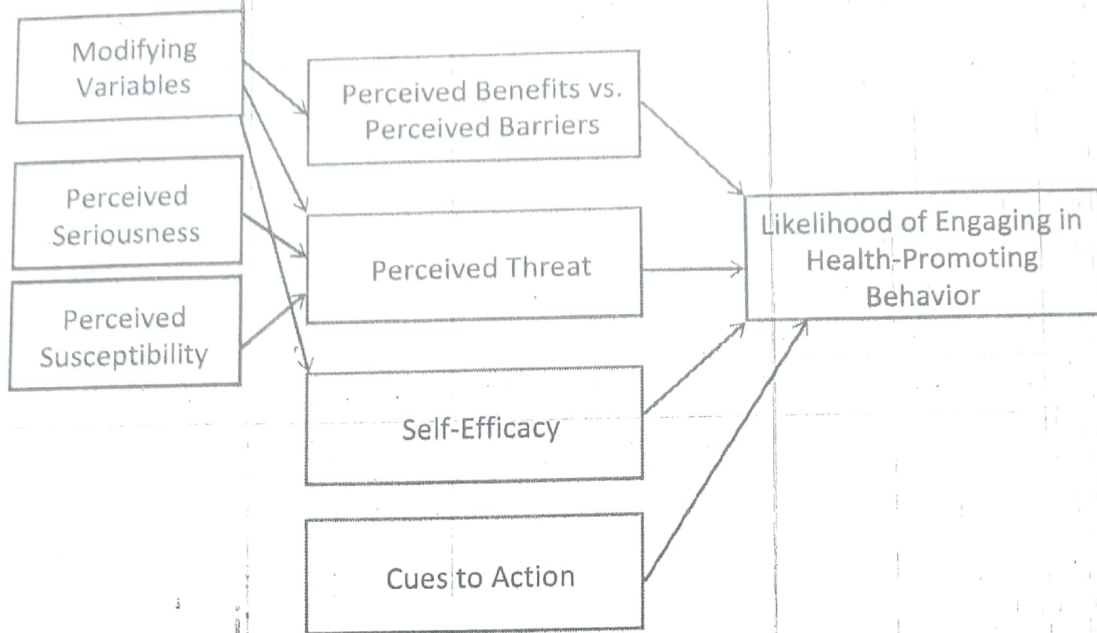 Modifying
Variables
Perceived
Seriousness
Perceived
Susceptibility
Perceived Benefits vs.
Perceived Barriers
Perceived Threat
Self-Efficacy
Cues to Action
Likelihood of Engaging in
Health-Promoting
Behavior